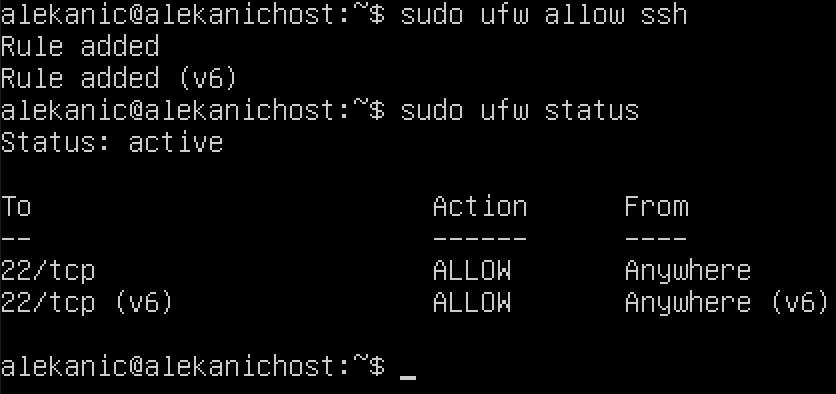 alekanic@alekanichost:~$ sudo ufw allow ssh
Rule added
Rule added (v6)
alekanic@alekanichost:~$ sudo ufw status
Status: active

To                         Action      From
--                         ------      ----
22/tcp                     ALLOW       Anywhere
22/tcp (v6)                ALLOW       Anywhere (v6)

alekanic@alekanichost:~$ _